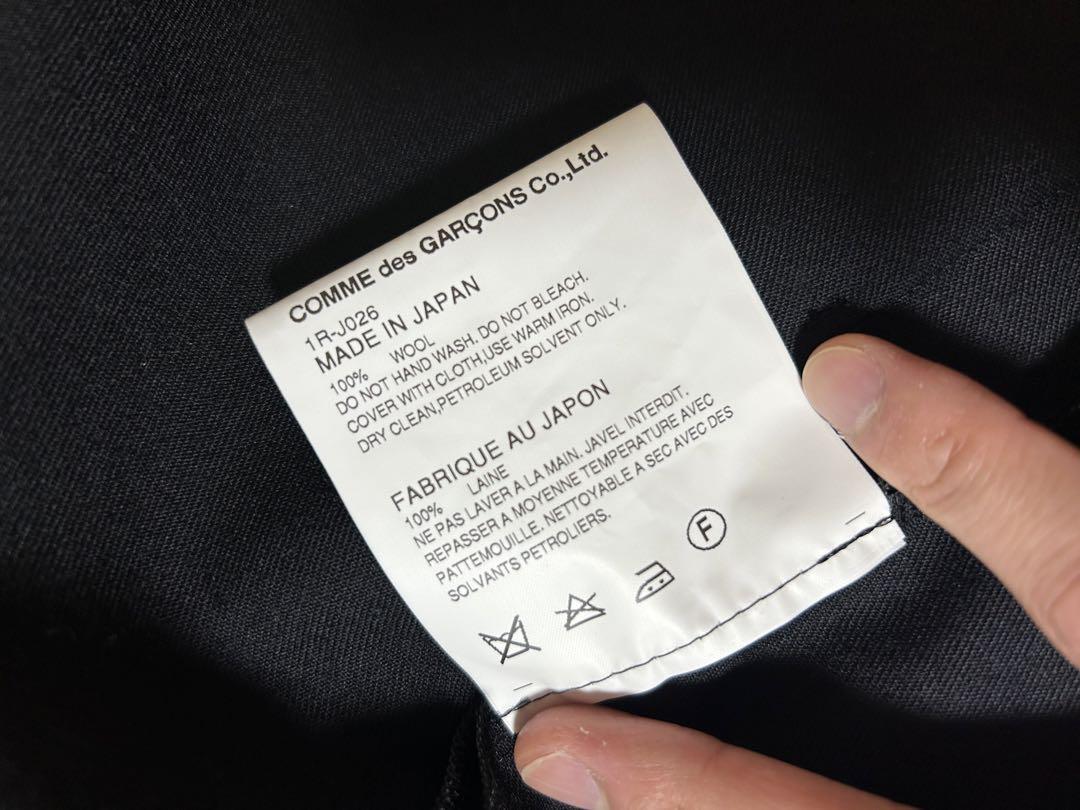 COMME des GARÇONS Co.,Ltd.
1R-J026
MADE IN JAPAN
100% WOOL
DO NOT HAND WASH. DO NOT BLEACH.
COVER WITH CLOTH,USE WARM IRON.
DRY CLEAN,PETROLEUM SOLVENT ONLY.
FABRIQUE AU JAPON
100% LAINE
NE PAS LAVER A LA MAIN. JAVEL INTERDIT.
REPASSER A MOYENNE TEMPERATURE AVEC
PATTEMOUILLE. NETTOYABLE A SEC AVEC DES
SOLVANTS PETROLIERS.
F